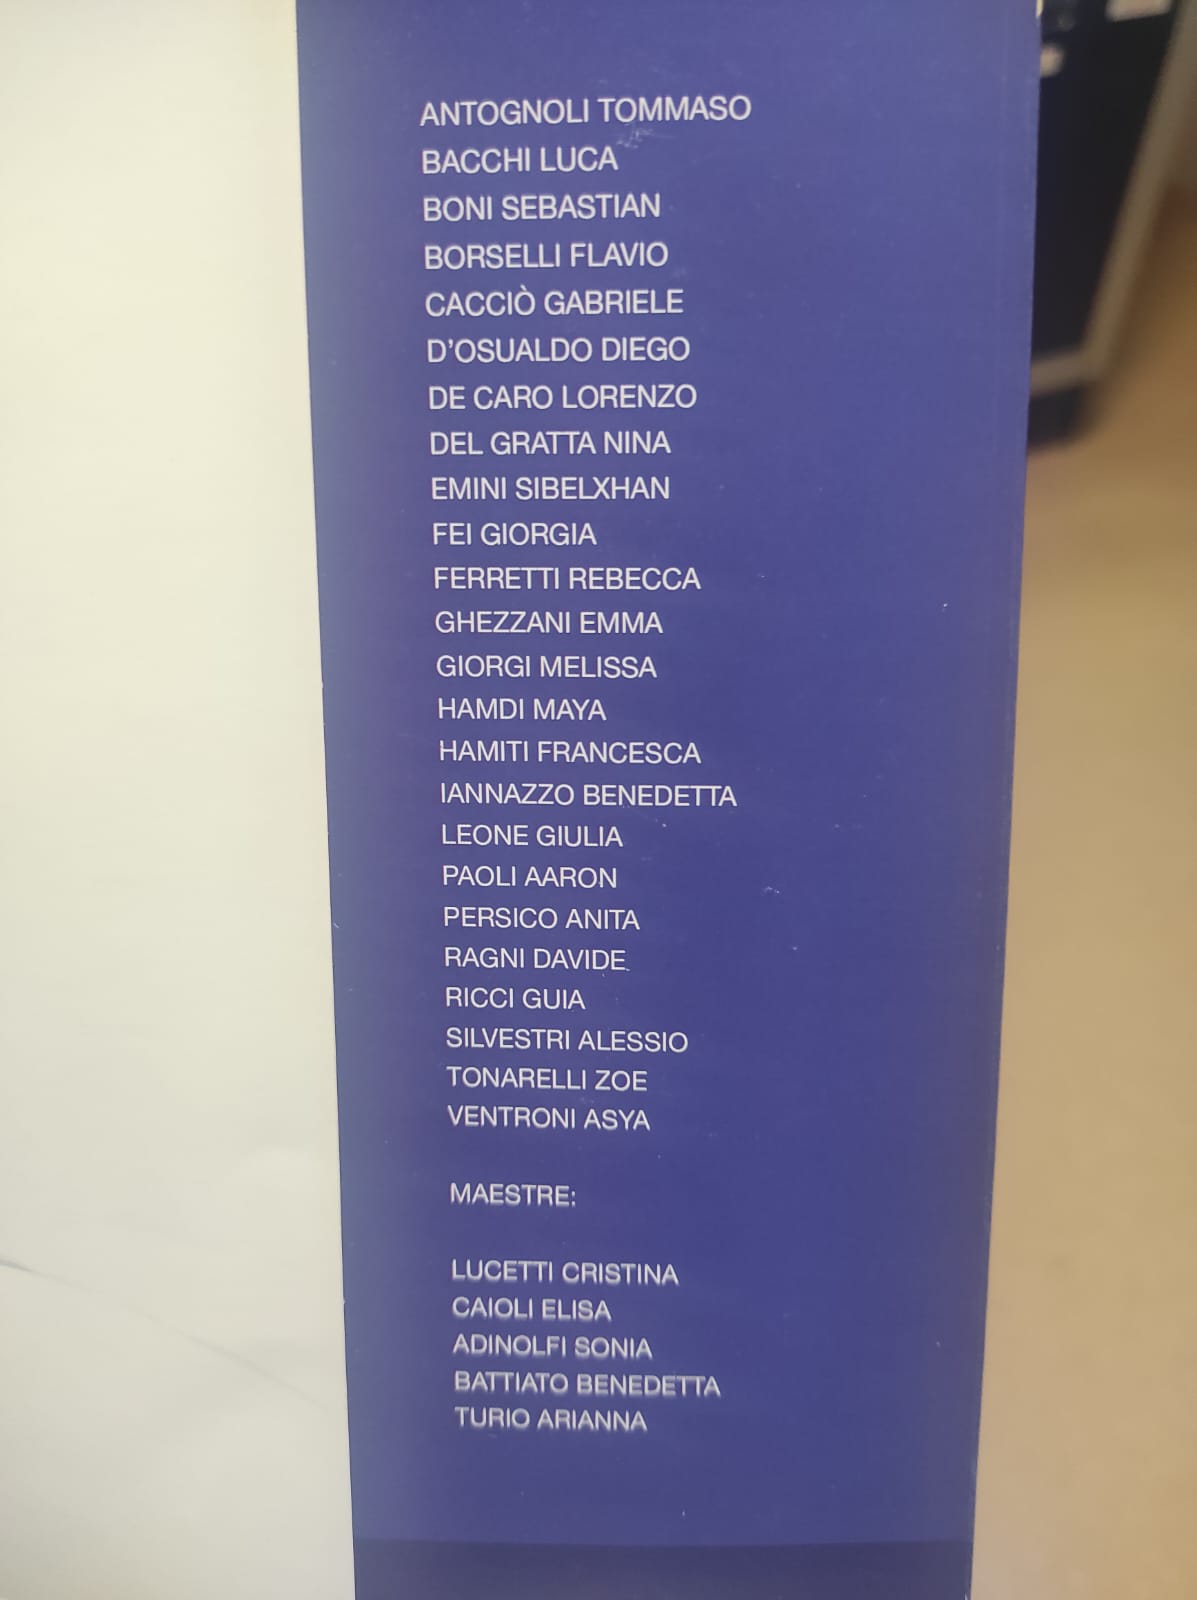 ANTOGNOLI TOMMASO
BACCHI LUCA
BONI SEBASTIAN
BORSELLI FLAVIO
CACCIÒ GABRIELE
D'OSUALDO DIEGO
DE CARO LORENZO
DEL GRATTA NINA
EMINI SIBELXHAN
FEI GIORGIA
FERRETTI REBECCA
GHEZZANI EMMA
GIORGI MELISSA
HAMDI MAYA
HAMITI FRANCESCA
IANNAZZO BENEDETTA
LEONE GIULIA
PAOLI AARON
PERSICO ANITA
RAGNI DAVIDE
RICCI GUIA
SILVESTRI ALESSIO
TONARELLI ZOE
VENTRONI ASYA
MAESTRE:
LUCETTI CRISTINA
CAIOLI ELISA
ADINOLFI SONIA
BATTIATO BENEDETTA
TURIO ARIANNA